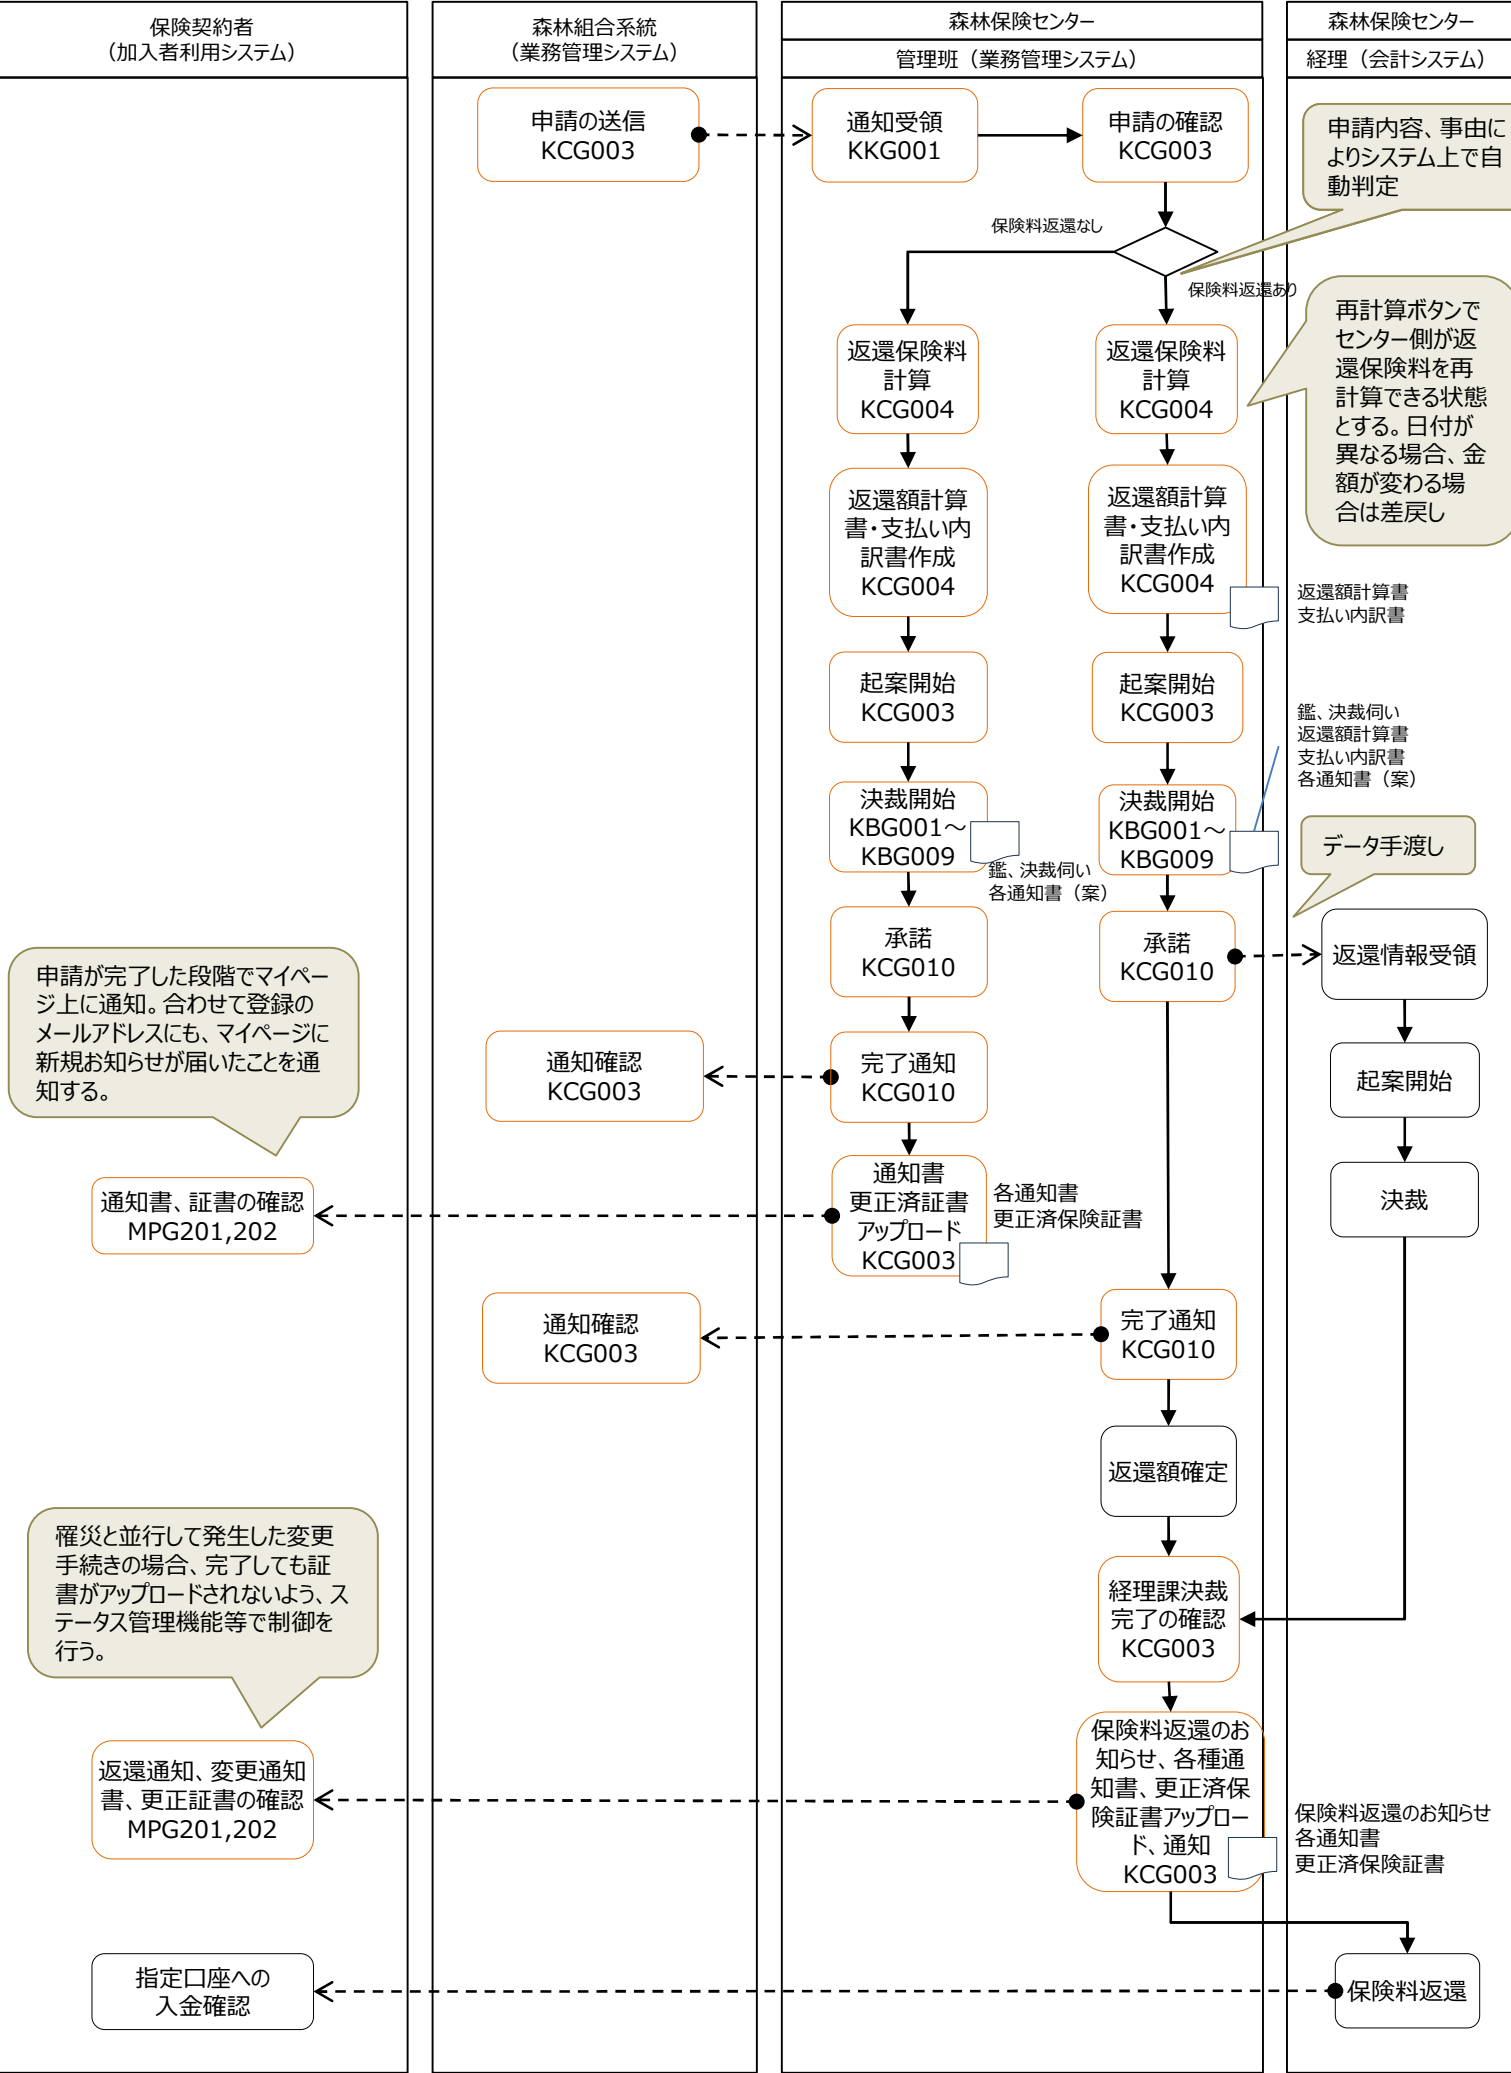 保険契約者
（加入者利用システム）
森林組合系統
（業務管理システム）
森林保険センター
管理班（業務管理システム）
森林保険センター
経理（会計システム）
申請の送信
KCG003
通知受領
KKG001
申請の確認
KCG003
申請内容、事由に
よりシステム上で自
動判定
保険料返還なし
保険料返還あり
返還保険料
計算
KCG004
返還保険料
計算
KCG004
再計算ボタンで
センター側が返
還保険料を再
計算できる状態
とする。日付が
異なる場合、金
額が変わる場
合は差戻し
返還額計算
書・支払い内
訳書作成
KCG004
返還額計算
書・支払い内
訳書作成
KCG004
返還額計算書
支払い内訳書
起案開始
KCG003
起案開始
KCG003
鑑、決裁伺い
返還額計算書
支払い内訳書
各通知書（案）
決裁開始
KBG001～
KBG009
鑑、決裁伺い
各通知書（案）
決裁開始
KBG001～
KBG009
データ手渡し
承諾
KCG010
承諾
KCG010
返還情報受領
申請が完了した段階でマイペー
ジ上に通知。合わせて登録の
メールアドレスにも、マイページに
新規お知らせが届いたことを通
知する。
通知確認
KCG003
完了通知
KCG010
起案開始
通知書、証書の確認
MPG201,202
通知書
更正済証書
アップロード
KCG003
各通知書
更正済保険証書
決裁
通知確認
KCG003
完了通知
KCG010
返還額確定
罹災と並行して発生した変更
手続きの場合、完了しても証
書がアップロードされないよう、ス
テータス管理機能等で制御を
行う。
経理課決裁
完了の確認
KCG003
返還通知、変更通知
書、更正証書の確認
MPG201,202
保険料返還のお
知らせ、各種通
知書、更正済保
険証書アップロー
ド、通知
KCG003
保険料返還のお知らせ
各通知書
更正済保険証書
指定口座への
入金確認
保険料返還